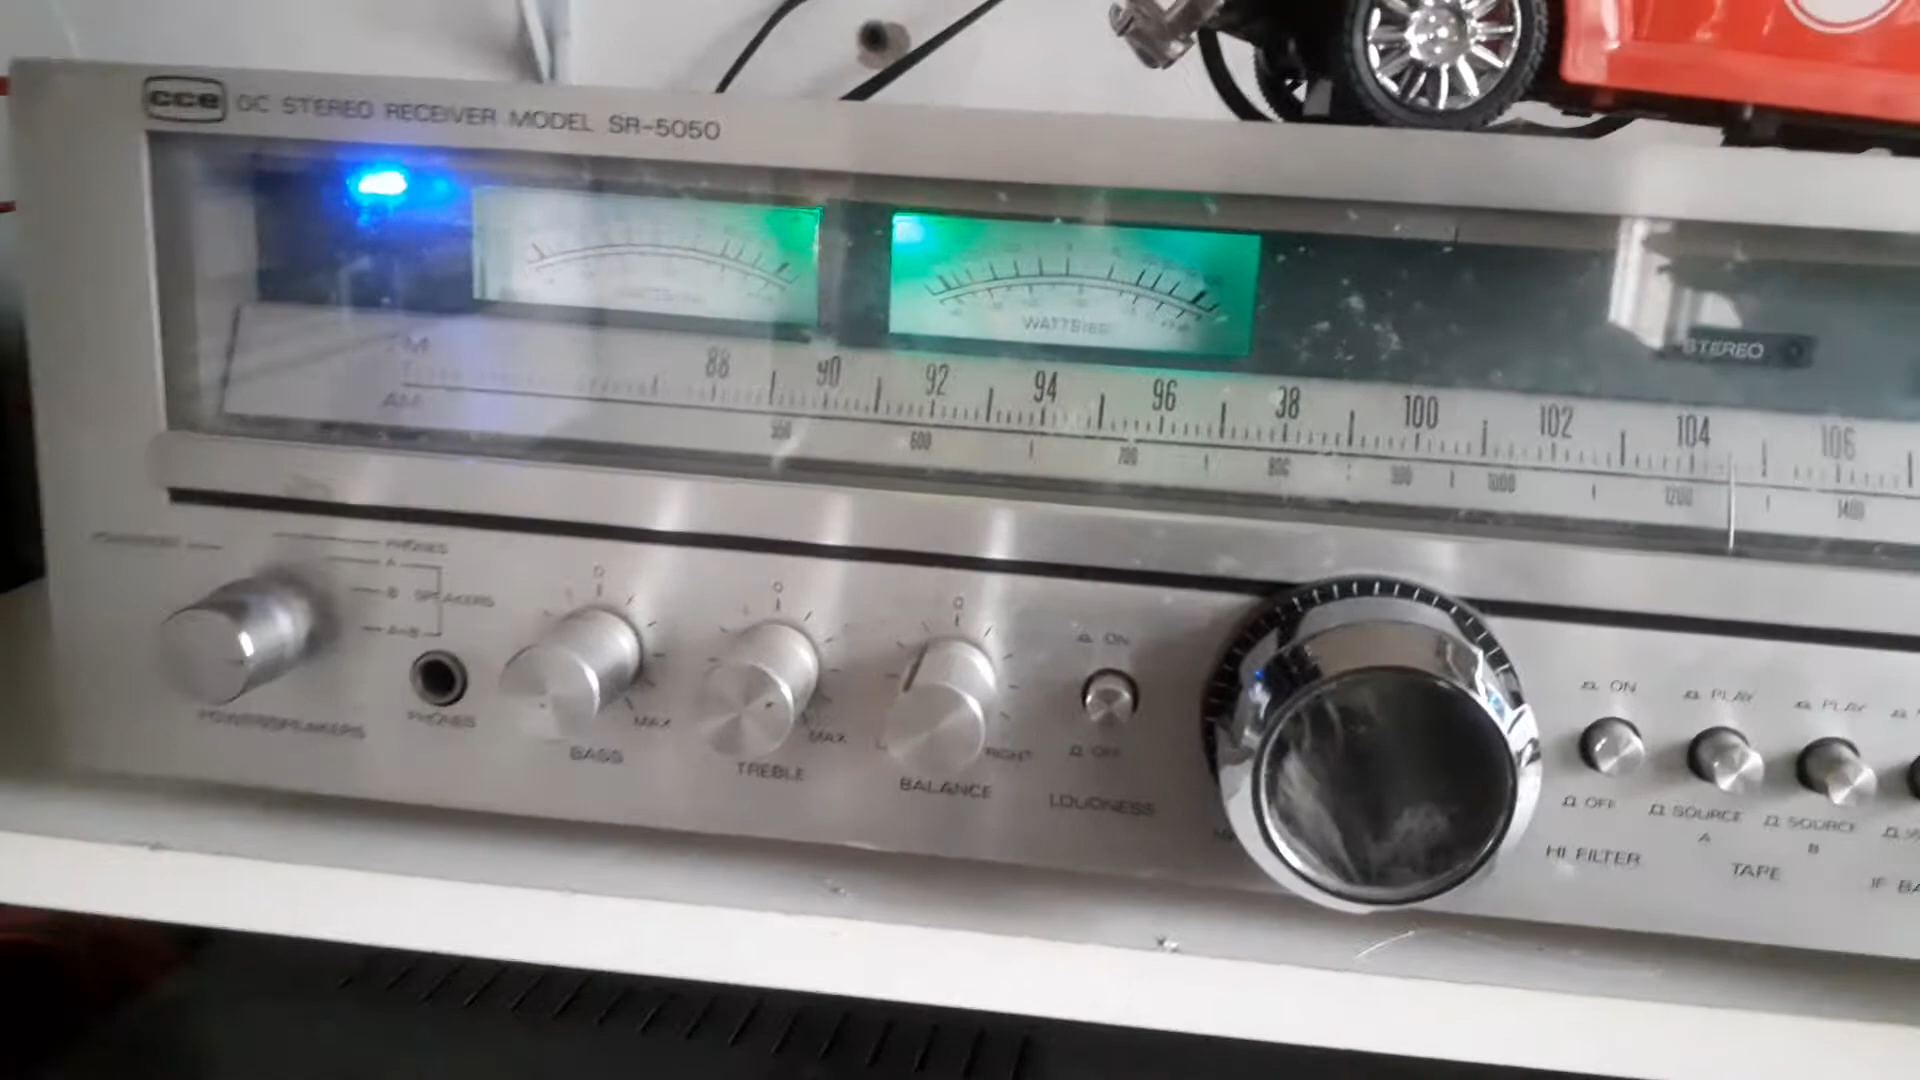 cce DC STEREO RECEIVER MODEL SR-5050
WATTS(8Ω)
STEREO
FM 88 90 92 94 96 98 100 102 104 106
AM 550 600 700 800 900 1000 1200 1400
PHONES
A
B SPEAKERS
A+B
POWER/SPEAKERS
PHONES
0
MAX
BASS
0
MAX
TREBLE
0
RIGHT
BALANCE
ON
OFF
LOUDNESS
ON
OFF
HI FILTER
PLAY
SOURCE
A
PLAY
SOURCE
B
TAPE
IF